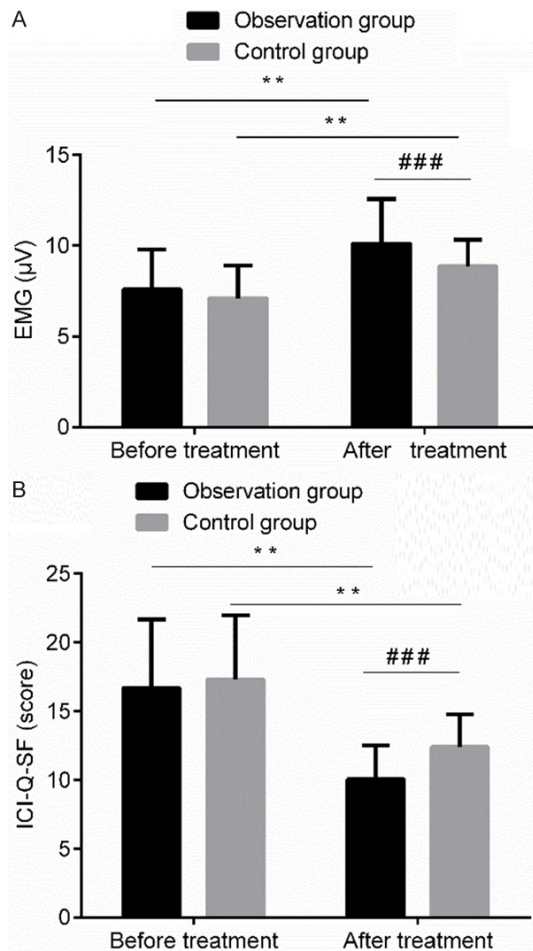 A
Observation group
Control group
**
**
###
15
10
5
0
EMG (µV)
Before treatment
After treatment
B
Observation group
Control group
**
**
###
25
20
15
10
5
0
ICI-Q-SF (score)
Before treatment
After treatment